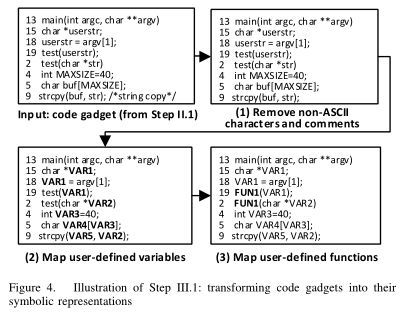 13 main(int argc, char **argv)
15 char *userstr;
18 userstr = argv[1];
19 test(userstr);
2 test(char *str)
4 int MAXSIZE=40;
5 char buf[MAXSIZE];
9 strcpy(buf, str); /*string copy*/
Input: code gadget (from Step II.1)
13 main(int argc, char **argv)
15 char *userstr;
18 userstr = argv[1];
19 test(userstr);
2 test(char *str)
4 int MAXSIZE=40;
5 char buf[MAXSIZE];
9 strcpy(buf, str);
(1) Remove non-ASCII
characters and comments
13 main(int argc, char **argv)
15 char *VAR1;
18 VAR1 = argv[1];
19 test(VAR1);
2 test(char *VAR2)
4 int VAR3=40;
5 char VAR4[VAR3];
9 strcpy(VAR5, VAR2);
(2) Map user-defined variables
13 main(int argc, char **argv)
15 char *VAR1;
18 VAR1 = argv[1];
19 FUN1(VAR1);
2 FUN1(char *VAR2)
4 int VAR3=40;
5 char VAR4[VAR3];
9 strcpy(VAR5, VAR2);
(3) Map user-defined functions
Figure 4. Illustration of Step III.1: transforming code gadgets into their
symbolic representations